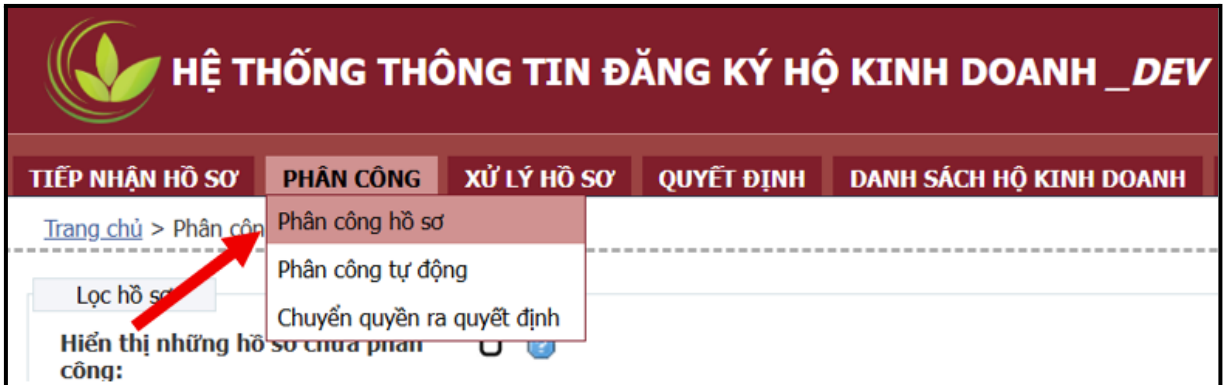 HỆ THỐNG THÔNG TIN ĐĂNG KÝ HỘ KINH DOANH _DEV
TIẾP NHẬN HỒ SƠ PHÂN CÔNG XỬ LÝ HỒ SƠ QUYẾT ĐỊNH DANH SÁCH HỘ KINH DOANH
Trang chủ > Phân côn
Phân công hồ sơ
Phân công tự động
Chuyển quyền ra quyết định
Lọc hồ sơ
Hiển thị những hồ sơ chưa phân
công: